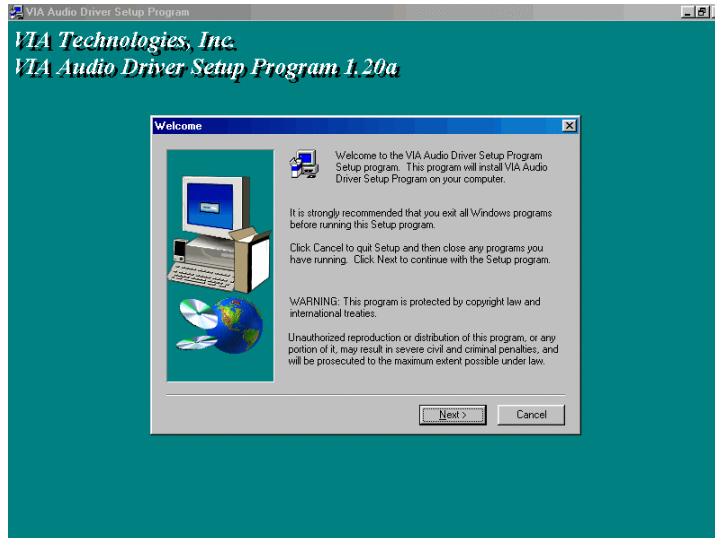 VIA Audio Driver Setup Program
VIA Technologies, Inc.
VIA Audio Driver Setup Program 1.20a
Welcome
Welcome to the VIA Audio Driver Setup Program
Setup program. This program will install VIA Audio
Driver Setup Program on your computer.
It is strongly recommended that you exit all Windows programs
before running this Setup program.
Click Cancel to quit Setup and then close any programs you
have running. Click Next to continue with the Setup program.
WARNING: This program is protected by copyright law and
international treaties.
Unauthorized reproduction or distribution of this program, or any
portion of it, may result in severe civil and criminal penalties, and
will be prosecuted to the maximum extent possible under law.
Next >
Cancel